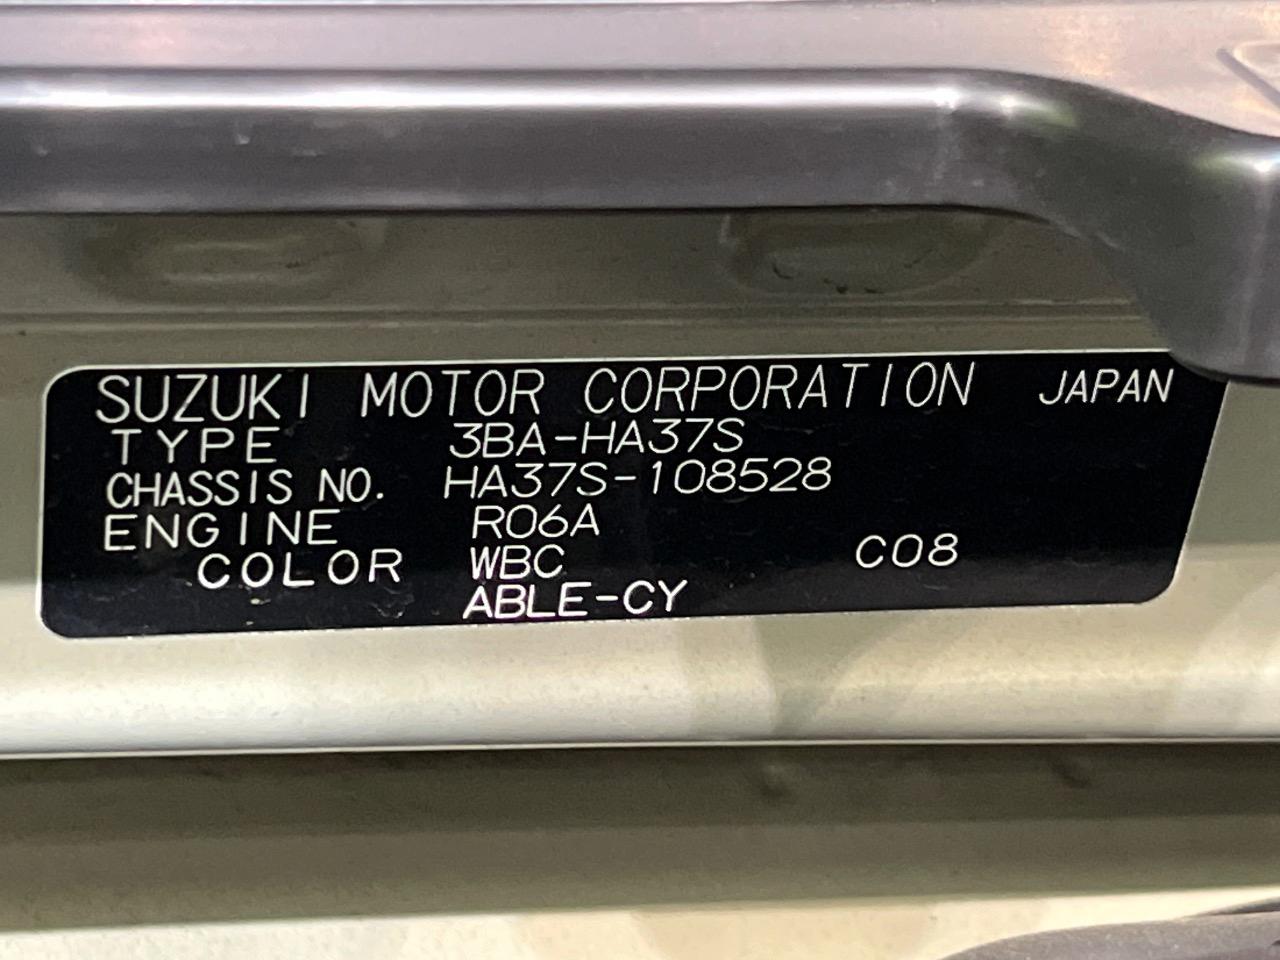 SUZUKI MOTOR CORPORATION JAPAN
TYPE 3BA-HA37S
CHASSIS NO. HA37S-108528
ENGINE R06A
COLOR WBC C08
ABLE-CY